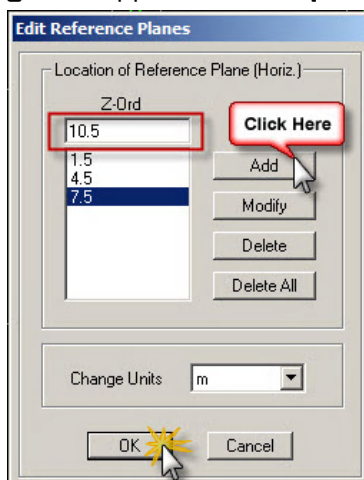 Edit Reference Planes
Location of Reference Plane (Horiz.)
Z-Ord
10.5
Click Here
1.5
4.5
7.5
Add
Modify
Delete
Delete All
Change Units
m
OK
Cancel